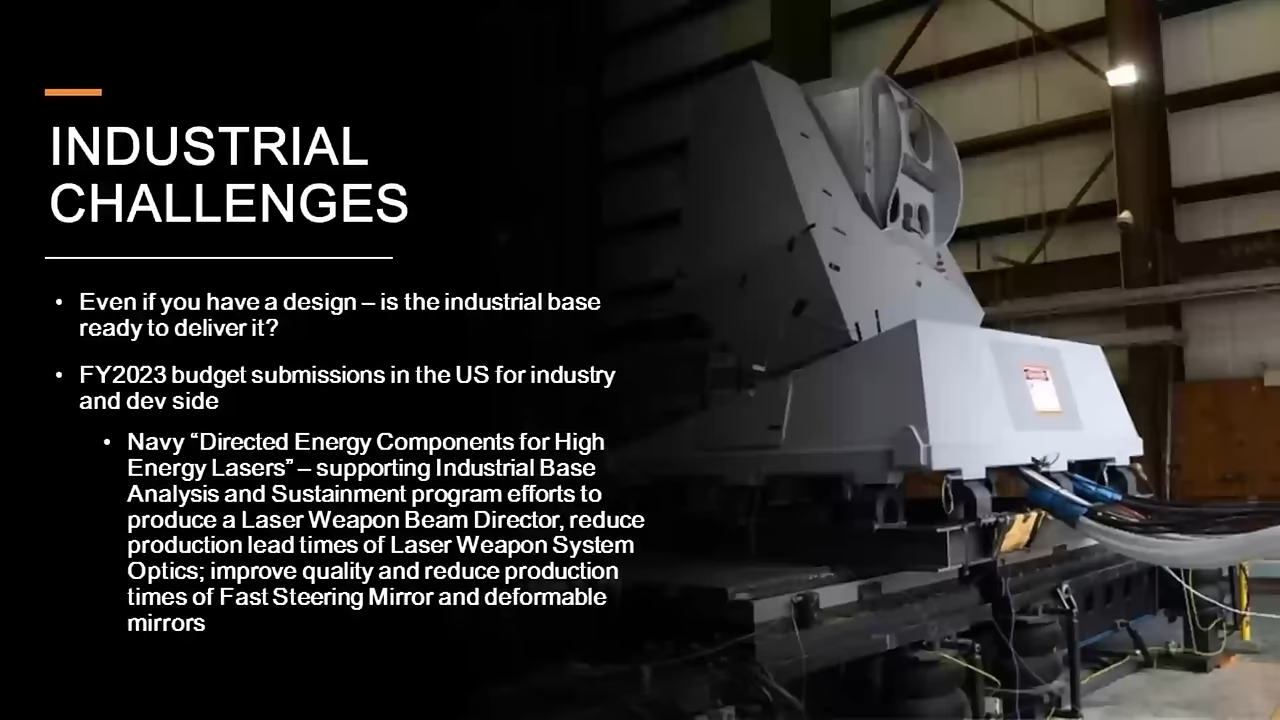 INDUSTRIAL
CHALLENGES
• Even if you have a design – is the industrial base
ready to deliver it?
• FY2023 budget submissions in the US for industry
and dev side
• Navy “Directed Energy Components for High
Energy Lasers” – supporting Industrial Base
Analysis and Sustainment program efforts to
produce a Laser Weapon Beam Director, reduce
production lead times of Laser Weapon System
Optics; improve quality and reduce production
times of Fast Steering Mirror and deformable
mirrors